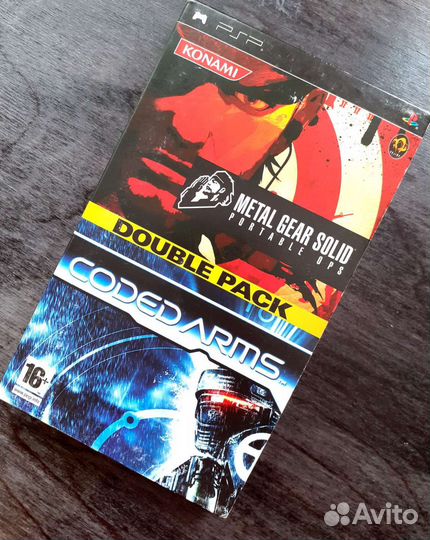 PSP
KONAMI
METAL GEAR SOLID
PORTABLE OPS
DOUBLE PACK
CODED ARMS
16+
Avito